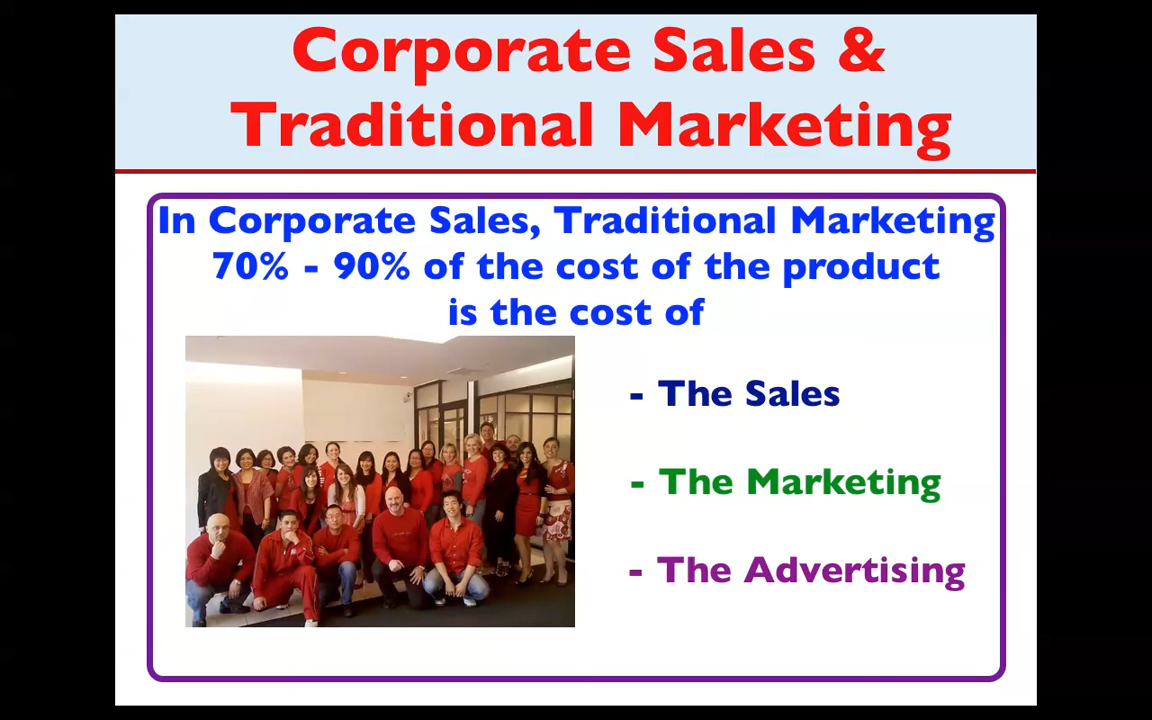 Corporate Sales &
Traditional Marketing
In Corporate Sales, Traditional Marketing
70% - 90% of the cost of the product
is the cost of
- The Sales
- The Marketing
- The Advertising